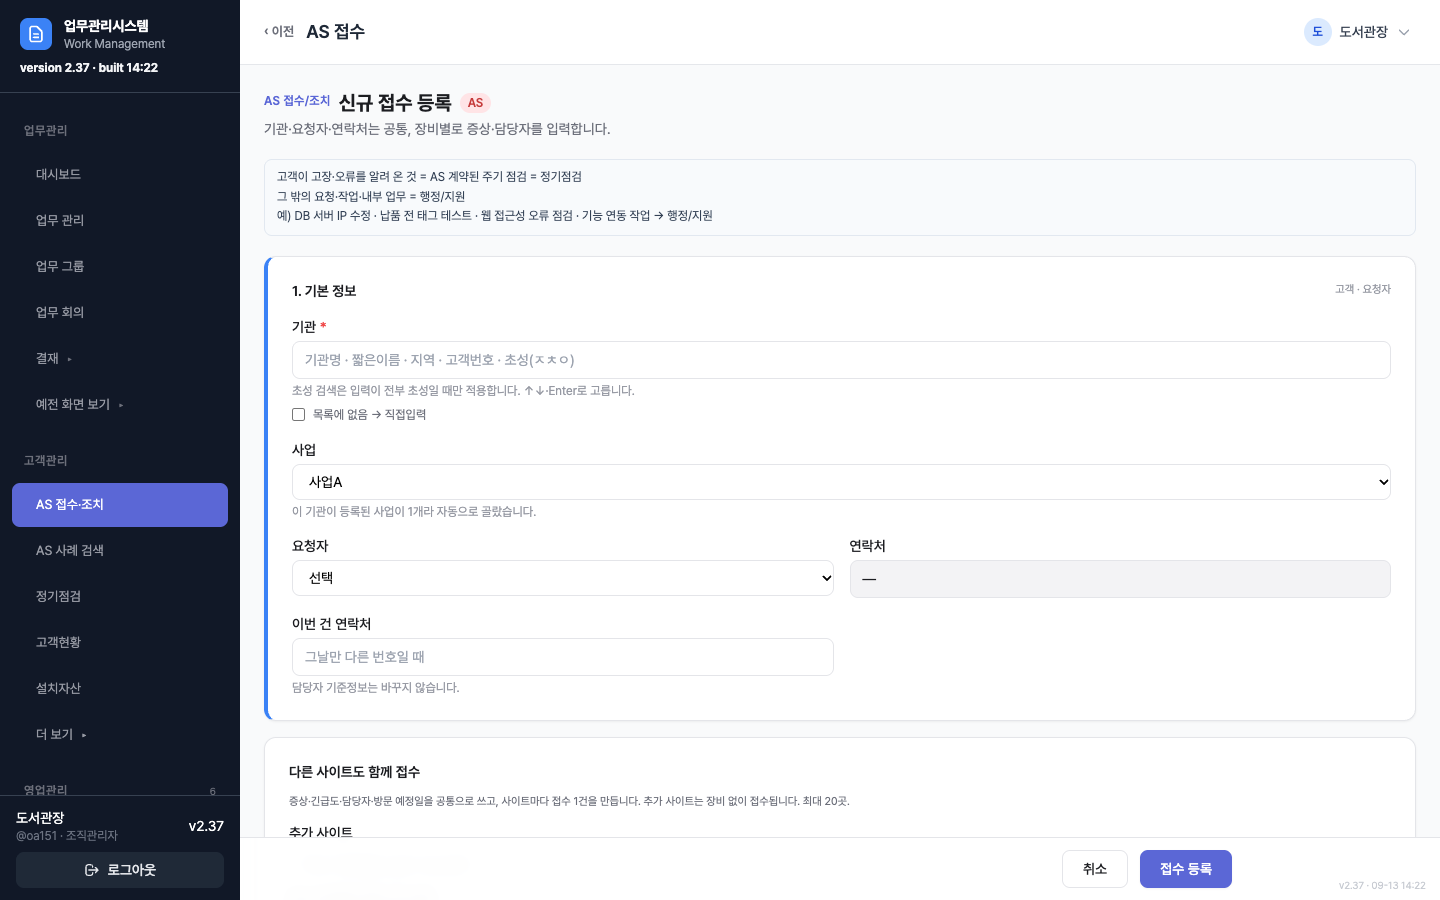 업무관리시스템
Work Management
version 2.37 · built 14:22
업무관리
대시보드
업무 관리
업무 그룹
업무 회의
결재 ▸
예전 화면 보기 ▸
고객관리
AS 접수·조치
AS 사례 검색
정기점검
고객현황
설치자산
더 보기 ▸
영업관리 6
도서관장
@oa151 · 조직관리자
v2.37
로그아웃
‹ 이전 AS 접수
도 도서관장
AS 접수/조치 신규 접수 등록 AS
기관·요청자·연락처는 공통, 장비별로 증상·담당자를 입력합니다.
고객이 고장·오류를 알려 온 것 = AS 계약된 주기 점검 = 정기점검
그 밖의 요청·작업·내부 업무 = 행정/지원
예) DB 서버 IP 수정 · 납품 전 태그 테스트 · 웹 접근성 오류 점검 · 기능 연동 작업 → 행정/지원
1. 기본 정보
고객 · 요청자
기관 *
기관명 · 짧은이름 · 지역 · 고객번호 · 초성(ㅈㅊㅇ)
초성 검색은 입력이 전부 초성일 때만 적용합니다. ↑↓·Enter로 고릅니다.
목록에 없음 → 직접입력
사업
사업A
이 기관이 등록된 사업이 1개라 자동으로 골랐습니다.
요청자
선택
연락처
—
이번 건 연락처
그날만 다른 번호일 때
담당자 기준정보는 바꾸지 않습니다.
다른 사이트도 함께 접수
증상·긴급도·담당자·방문 예정일을 공통으로 쓰고, 사이트마다 접수 1건을 만듭니다. 추가 사이트는 장비 없이 접수됩니다. 최대 20곳.
추가 사이트
취소
접수 등록
v2.37 · 09-13 14:22